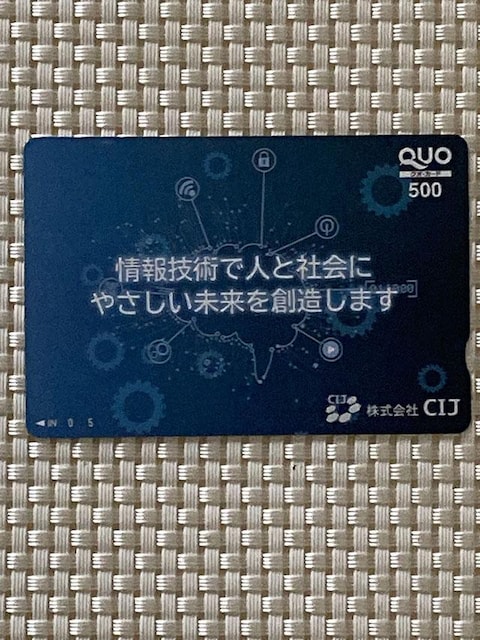 QUO
クオ・カード
500
情報技術で人と社会に
やさしい未来を創造します
CIJ
株式会社 CIJ
◀IN 0 5